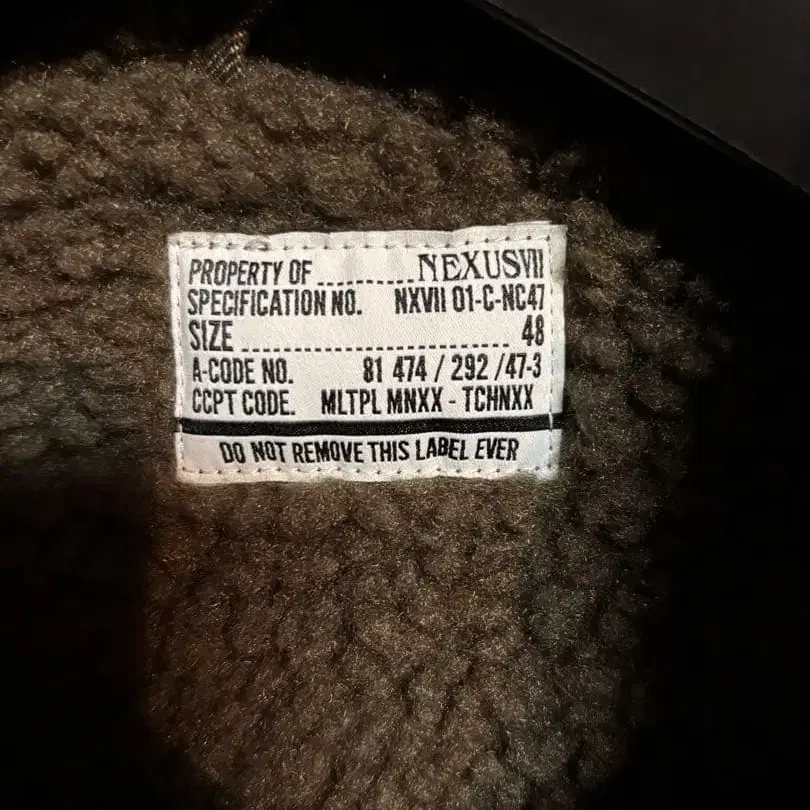 PROPERTY OF ............... NEXUSVII
SPECIFICATION NO. NXVII 01-C-NC47
SIZE ........................................ 48
A-CODE NO. 81 474 / 292 /47-3
CCPT CODE. MLTPL MNXX - TCHNXX
DO NOT REMOVE THIS LABEL EVER